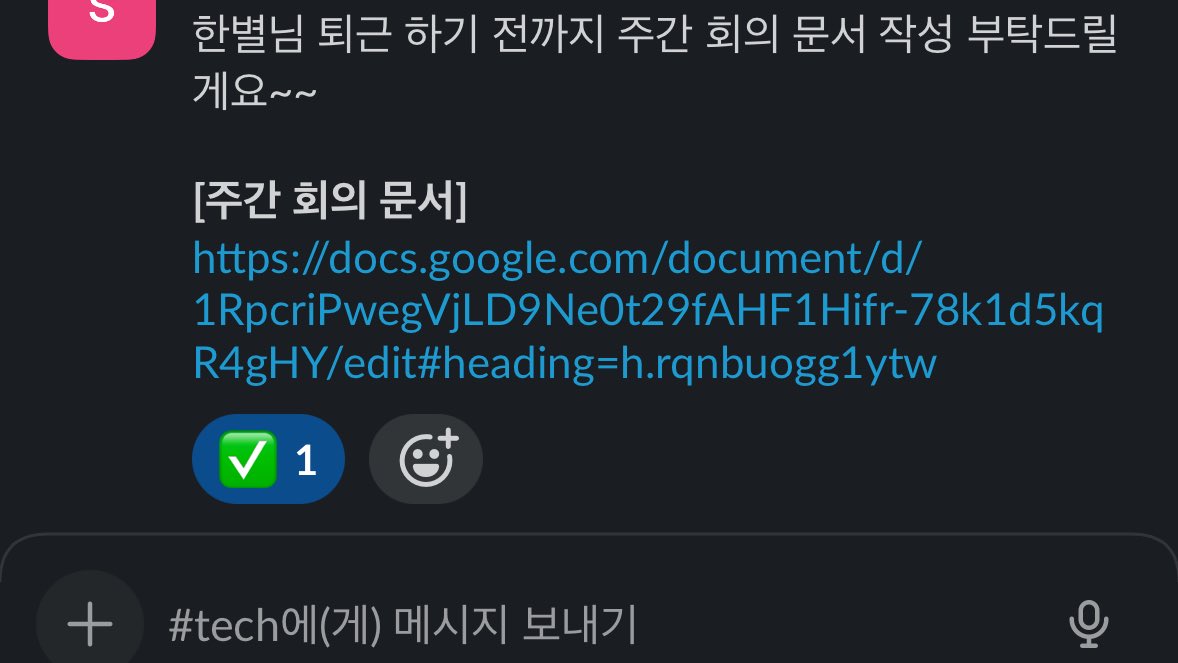 S
한별님 퇴근 하기 전까지 주간 회의 문서 작성 부탁드릴
게요~~
[주간 회의 문서]
https://docs.google.com/document/d/
1RpcriPwegVjLD9Ne0t29fAHF1Hifr-78k1d5kq
R4gHY/edit#heading=h.rqnbuogg1ytw
1
#tech에(게) 메시지 보내기